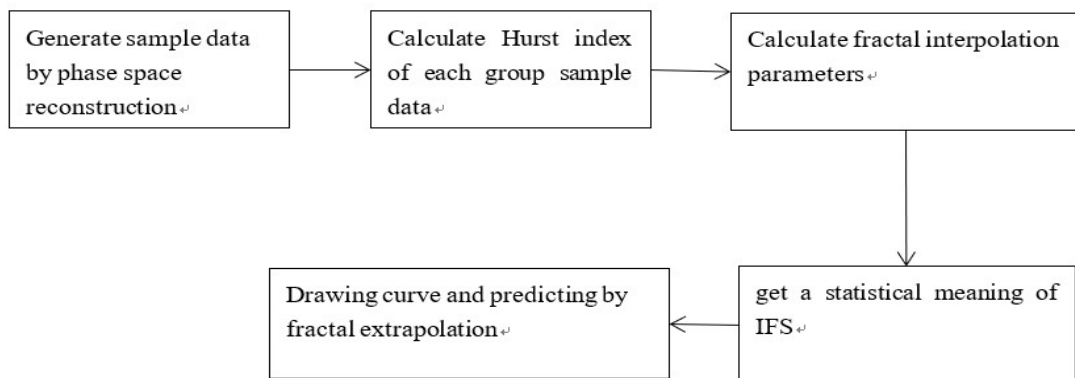 Generate sample data
by phase space
reconstruction↵
Calculate Hurst index
of each group sample
data↵
Calculate fractal interpolation
parameters↵
get a statistical meaning of
IFS↵
Drawing curve and predicting by
fractal extrapolation↵